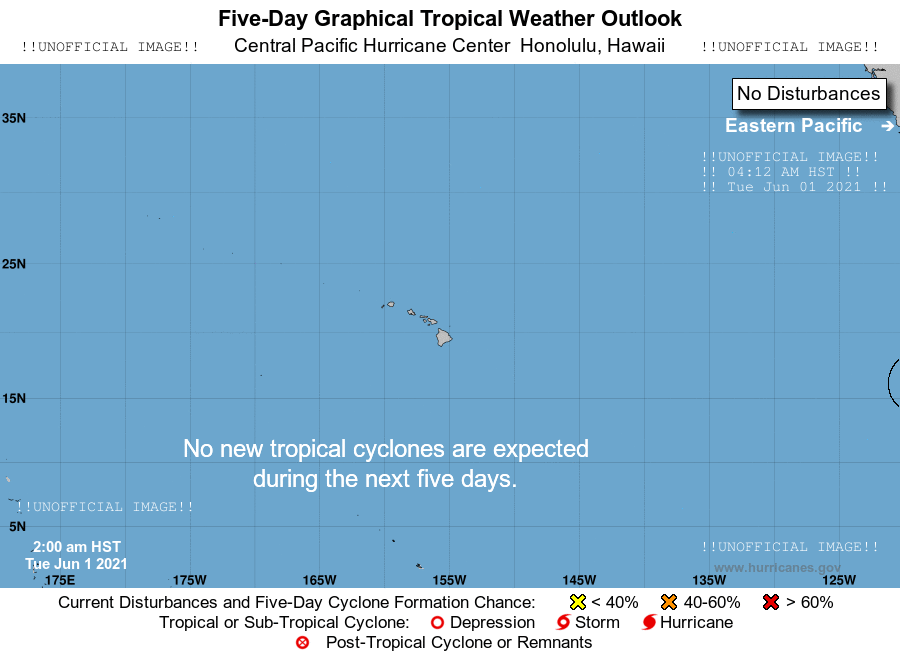 Five-Day Graphical Tropical Weather Outlook
!!UNOFFICIAL IMAGE!! Central Pacific Hurricane Center Honolulu, Hawaii !!UNOFFICIAL IMAGE!!
No Disturbances
35N
Eastern Pacific →
!!UNOFFICIAL IMAGE!!
!! 04:12 AM HST !!
!! Tue Jun 01 2021 !!
25N
15N
No new tropical cyclones are expected
during the next five days.
!!UNOFFICIAL IMAGE!!
5N
2:00 am HST
Tue Jun 1 2021
!!UNOFFICIAL IMAGE!!
www.hurricanes.gov
175E 175W 165W 155W 145W 135W 125W
Current Disturbances and Five-Day Cyclone Formation Chance: < 40% 40-60% > 60%
Tropical or Sub-Tropical Cyclone: Depression Storm Hurricane
Post-Tropical Cyclone or Remnants